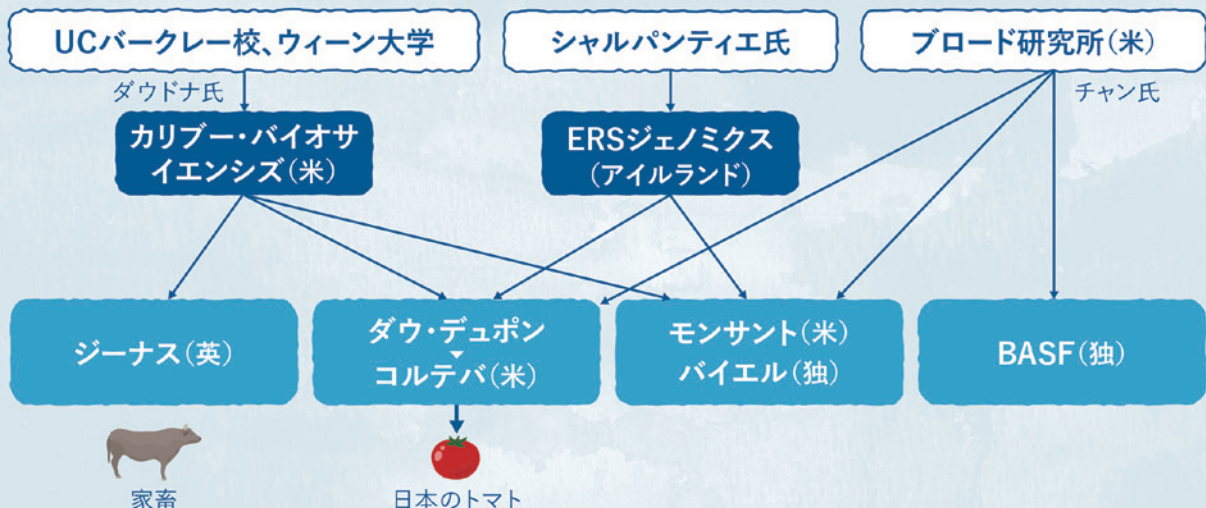 UCバークレー校、ウィーン大学
シャルパンティエ氏
ブロード研究所(米)
ダウドナ氏
チャン氏
カリブー・バイオサ
イエンシズ(米)
ERSジェノミクス
(アイルランド)
ジーナス(英)
ダウ・デュポン
コルテバ(米)
モンサント(米)
バイエル(独)
BASF(独)
家畜
日本のトマト